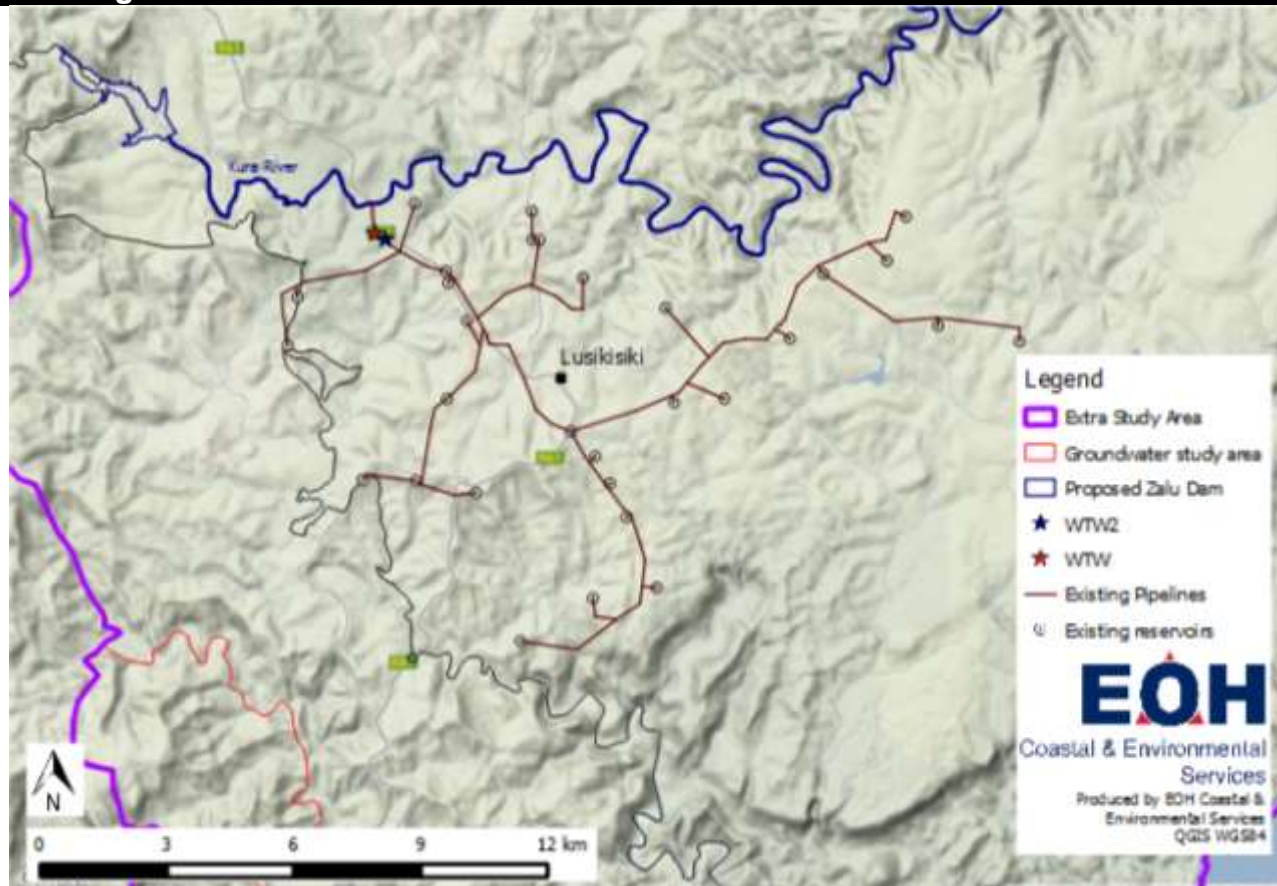 Kura River
Lusikisiki
Legend
Extra Study Area
Groundwater study area
Proposed Zalu Dam
WTW2
WTW
Existing Pipelines
Existing reservoirs
EOH
Coastal & Environmental
Services
Produced by EOH Coastal &
Environmental Services
QGIS WGS84
N
0 3 6 9 12 km